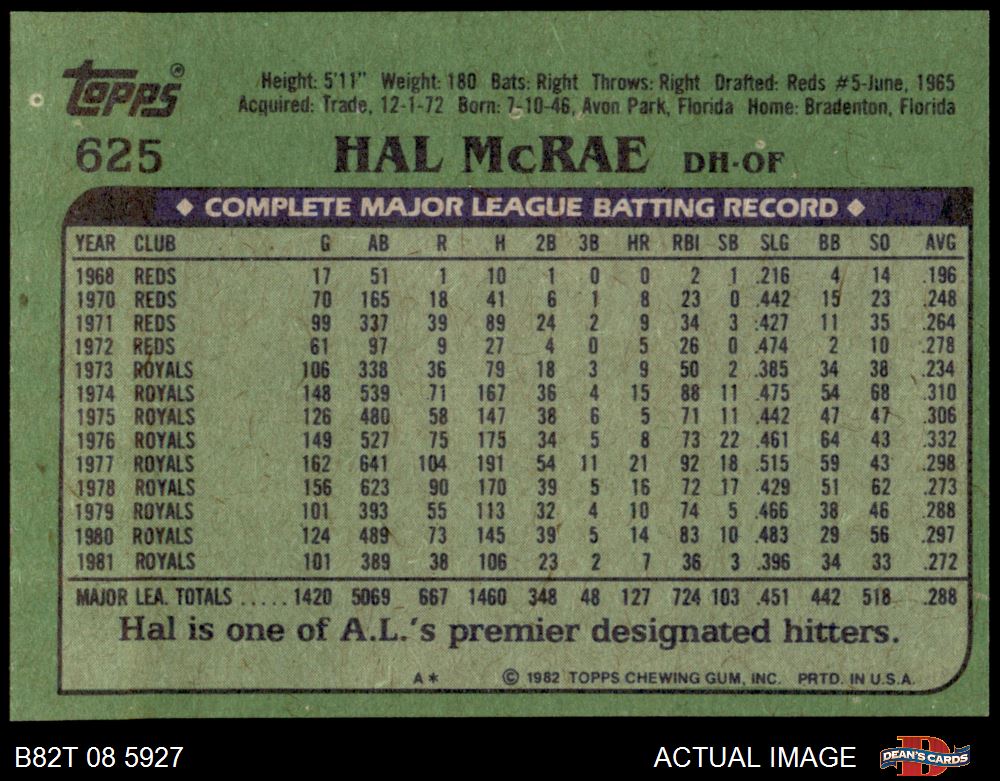 Topps®
Height: 5'11" Weight: 180 Bats: Right Throws: Right Drafted: Reds #5-June, 1965
Acquired: Trade, 12-1-72 Born: 7-10-46, Avon Park, Florida Home: Bradenton, Florida
625 HAL McRAE DH-OF
◆ COMPLETE MAJOR LEAGUE BATTING RECORD ◆
YEAR CLUB G AB R H 2B 3B HR RBI SB SLG BB SO AVG
1968 REDS 17 51 1 10 1 0 0 2 1 .216 4 14 .196
1970 REDS 70 165 18 41 6 1 8 23 0 .442 15 23 .248
1971 REDS 99 337 39 89 24 2 9 34 3 .427 11 35 .264
1972 REDS 61 97 9 27 4 0 5 26 0 .474 2 10 .278
1973 ROYALS 106 338 36 79 18 3 9 50 2 .385 34 38 .234
1974 ROYALS 148 539 71 167 36 4 15 88 11 .475 54 68 .310
1975 ROYALS 126 480 58 147 38 6 5 71 11 .442 47 47 .306
1976 ROYALS 149 527 75 175 34 5 8 73 22 .461 64 43 .332
1977 ROYALS 162 641 104 191 54 11 21 92 18 .515 59 43 .298
1978 ROYALS 156 623 90 170 39 5 16 72 17 .429 51 62 .273
1979 ROYALS 101 393 55 113 32 4 10 74 5 .466 38 46 .288
1980 ROYALS 124 489 73 145 39 5 14 83 10 .483 29 56 .297
1981 ROYALS 101 389 38 106 23 2 7 36 3 .396 34 33 .272
MAJOR LEA. TOTALS ..... 1420 5069 667 1460 348 48 127 724 103 .451 442 518 .288
Hal is one of A.L.'s premier designated hitters.
A* © 1982 TOPPS CHEWING GUM, INC. PRTD. IN U.S.A.
B82T 08 5927 ACTUAL IMAGE DEAN'S CARDS